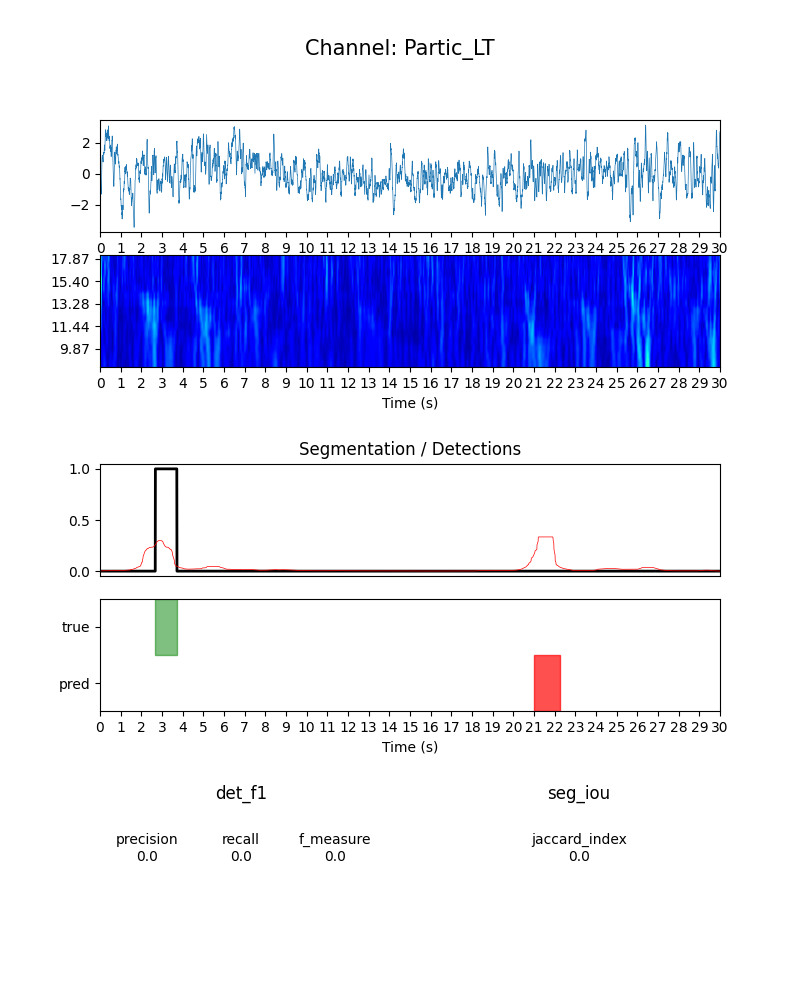 Channel: Partic_LT
2
0
−2
0 1 2 3 4 5 6 7 8 9 10 11 12 13 14 15 16 17 18 19 20 21 22 23 24 25 26 27 28 29 30
17.87
15.40
13.28
11.44
9.87
0 1 2 3 4 5 6 7 8 9 10 11 12 13 14 15 16 17 18 19 20 21 22 23 24 25 26 27 28 29 30
Time (s)
Segmentation / Detections
1.0
0.5
0.0
true
pred
0 1 2 3 4 5 6 7 8 9 10 11 12 13 14 15 16 17 18 19 20 21 22 23 24 25 26 27 28 29 30
Time (s)
det_f1 seg_iou
precision recall f_measure jaccard_index
0.0 0.0 0.0 0.0